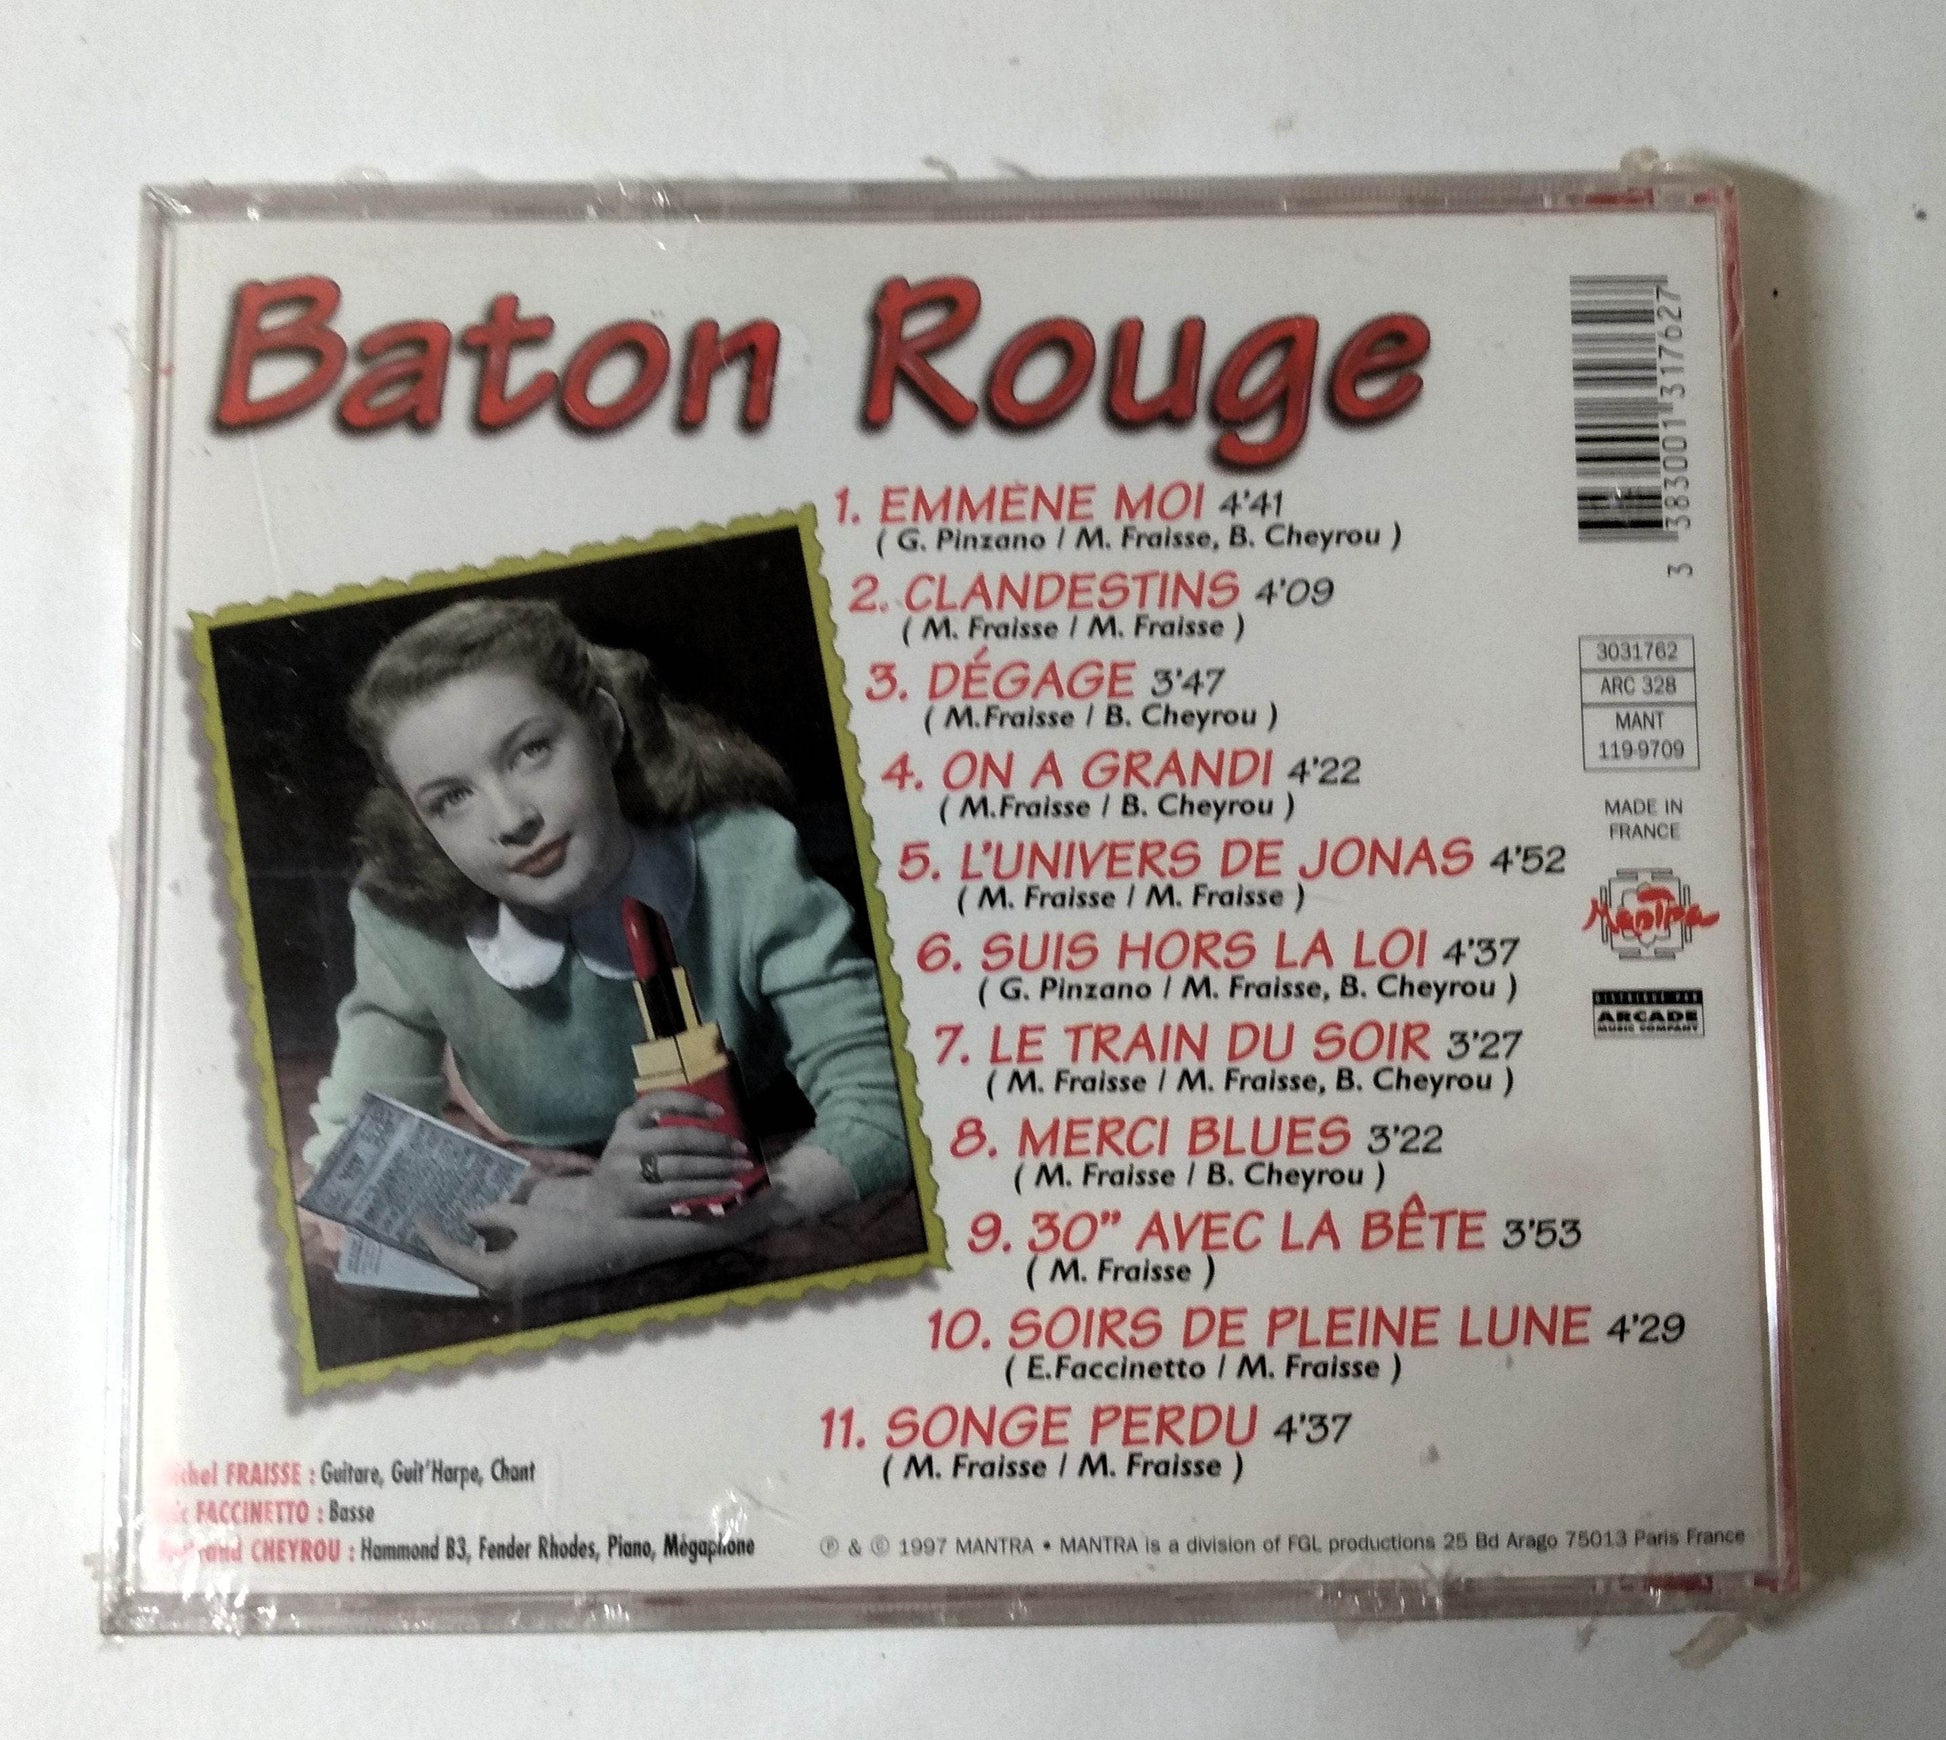 Baton Rouge
1. EMMÈNE MOI 4'41
( G. Pinzano / M. Fraisse, B. Cheyrou )
2. CLANDESTINS 4'09
( M. Fraisse / M. Fraisse )
3. DÉGAGE 3'47
( M.Fraisse / B. Cheyrou )
4. ON A GRANDI 4'22
( M.Fraisse / B. Cheyrou )
5. L'UNIVERS DE JONAS 4'52
( M. Fraisse / M. Fraisse )
6. SUIS HORS LA LOI 4'37
( G. Pinzano / M. Fraisse, B. Cheyrou )
7. LE TRAIN DU SOIR 3'27
( M. Fraisse / M. Fraisse, B. Cheyrou )
8. MERCI BLUES 3'22
( M. Fraisse / B. Cheyrou )
9. 30" AVEC LA BÊTE 3'53
( M. Fraisse )
10. SOIRS DE PLEINE LUNE 4'29
( E.Faccinetto / M. Fraisse )
11. SONGE PERDU 4'37
( M. Fraisse / M. Fraisse )
FRAISSE : Guitare, Guit'Harpe, Chant
FACCINETTO : Basse
CHEYROU : Hammond B3, Fender Rhodes, Piano, Mégaphone
℗ & © 1997 MANTRA • MANTRA is a division of FGL productions 25 Bd Arago 75013 Paris France
3 383001 317627
3031762
ARC 328
MANT
119-9709
MADE IN
FRANCE
Mantra
DISTRIBUÉ PAR
ARCADE
MUSIC COMPANY